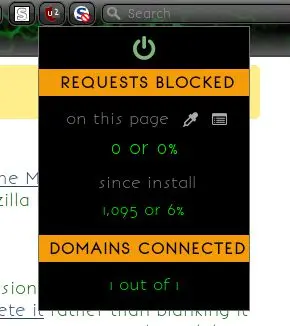 S
u2
S
Search
REQUESTS BLOCKED
on this page
0 or 0%
since install
1,095 or 6%
DOMAINS CONNECTED
1 out of 1
ne M
zilla
sion
ete it rather than blanking it